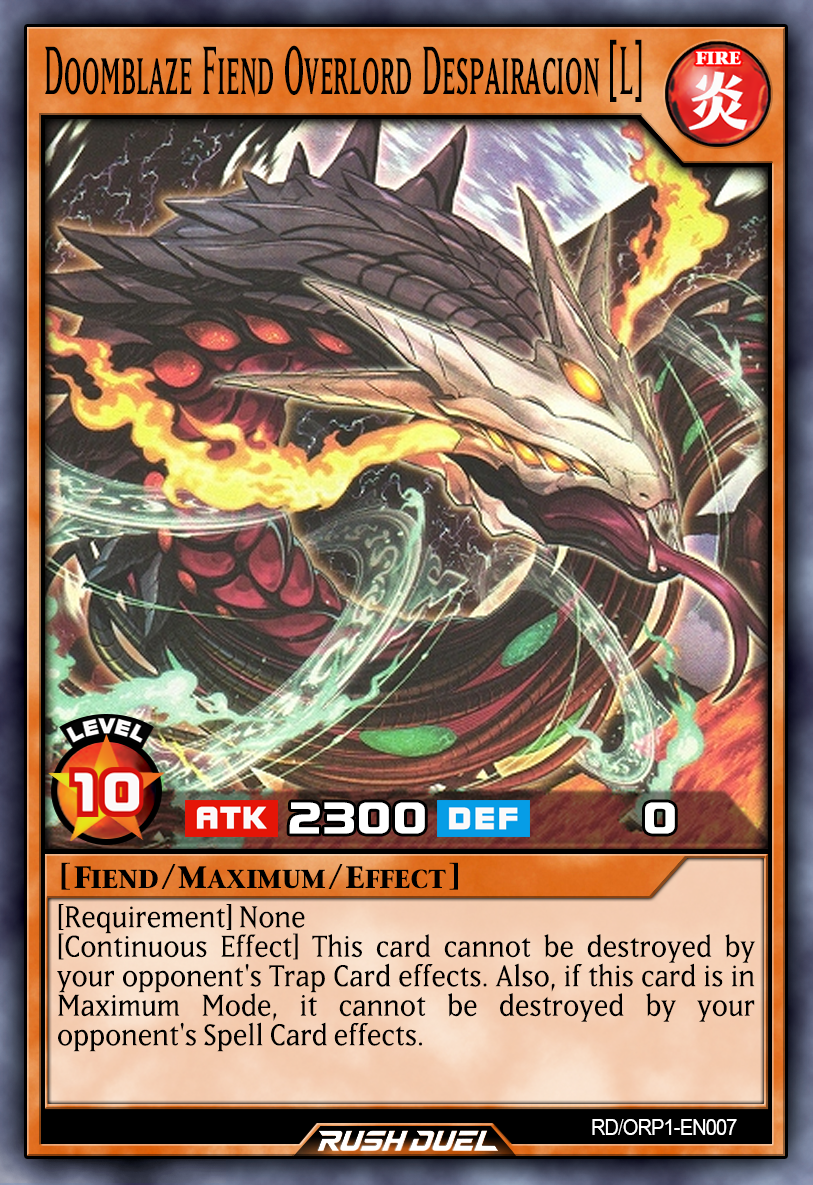 Doomblaze Fiend Overlord Despairacion [L]
FIRE
炎
LEVEL
10
ATK 2300 DEF 0
[Fiend/Maximum/Effect]
[Requirement] None
[Continuous Effect] This card cannot be destroyed by
your opponent's Trap Card effects. Also, if this card is in
Maximum Mode, it cannot be destroyed by your
opponent's Spell Card effects.
RD/ORP1-EN007
RUSH DUEL